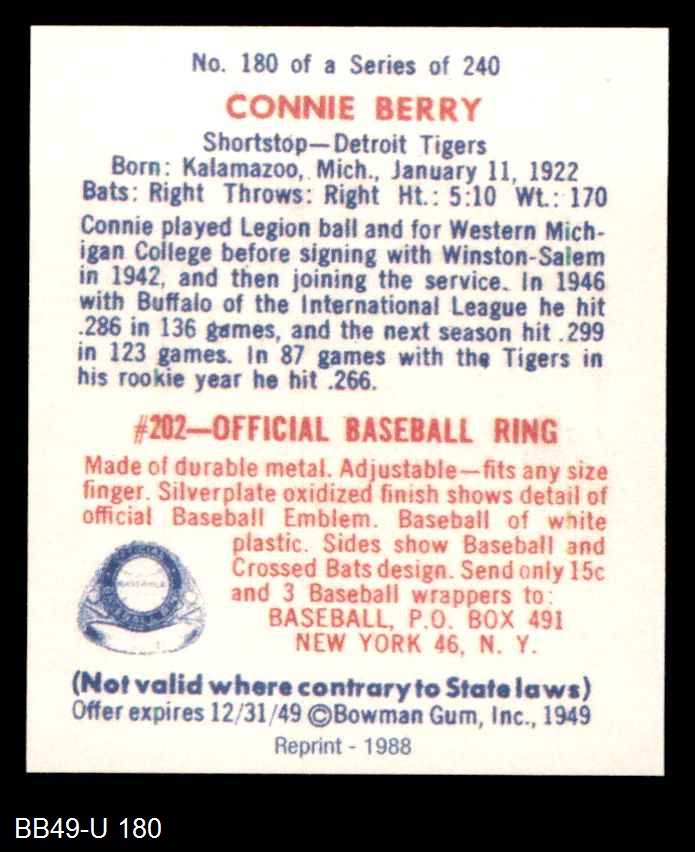 No. 180 of a Series of 240
CONNIE BERRY
Shortstop—Detroit Tigers
Born: Kalamazoo, Mich., January 11, 1922
Bats: Right Throws: Right Ht.: 5:10 Wt.: 170
Connie played Legion ball and for Western Mich-
igan College before signing with Winston-Salem
in 1942, and then joining the service. In 1946
with Buffalo of the International League he hit
.286 in 136 games, and the next season hit .299
in 123 games. In 87 games with the Tigers in
his rookie year he hit .266.
#202—OFFICIAL BASEBALL RING
Made of durable metal. Adjustable—fits any size
finger. Silverplate oxidized finish shows detail of
official Baseball Emblem. Baseball of white
plastic. Sides show Baseball and
Crossed Bats design. Send only 15c
and 3 Baseball wrappers to:
BASEBALL, P.O. BOX 491
NEW YORK 46, N. Y.
OFFICIAL
BASEBALL RING
(Not valid where contrary to State laws)
Offer expires 12/31/49 ©Bowman Gum, Inc., 1949
Reprint - 1988
BB49-U 180